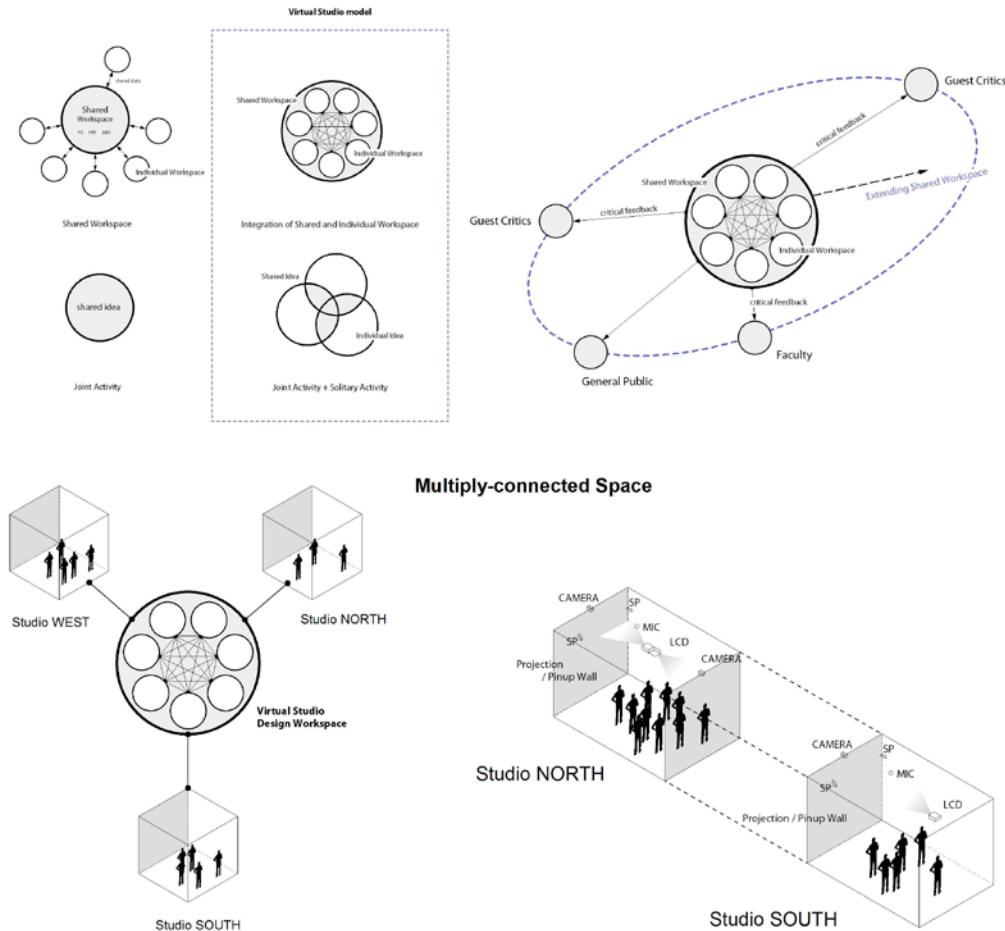 Virtual Studio model
shared data
Shared
Workspace
Individual Workspace
Shared Workspace
shared idea
Joint Activity
Shared Workspace
Individual Workspace
Integration of Shared and Individual Workspace
Shared Idea
Individual Idea
Joint Activity + Solitary Activity
Guest Critics
critical feedback
Shared Workspace
Extending Shared Workspace
Guest Critics
critical feedback
Individual Workspace
critical feedback
Faculty
General Public
Multiply-connected Space
Studio WEST
Studio NORTH
Virtual Studio
Design Workspace
Studio SOUTH
CAMERA
SP
MIC
SP
LCD
CAMERA
Projection
/ Pinup Wall
Studio NORTH
CAMERA
SP
MIC
SP
LCD
Projection / Pinup Wall
Studio SOUTH